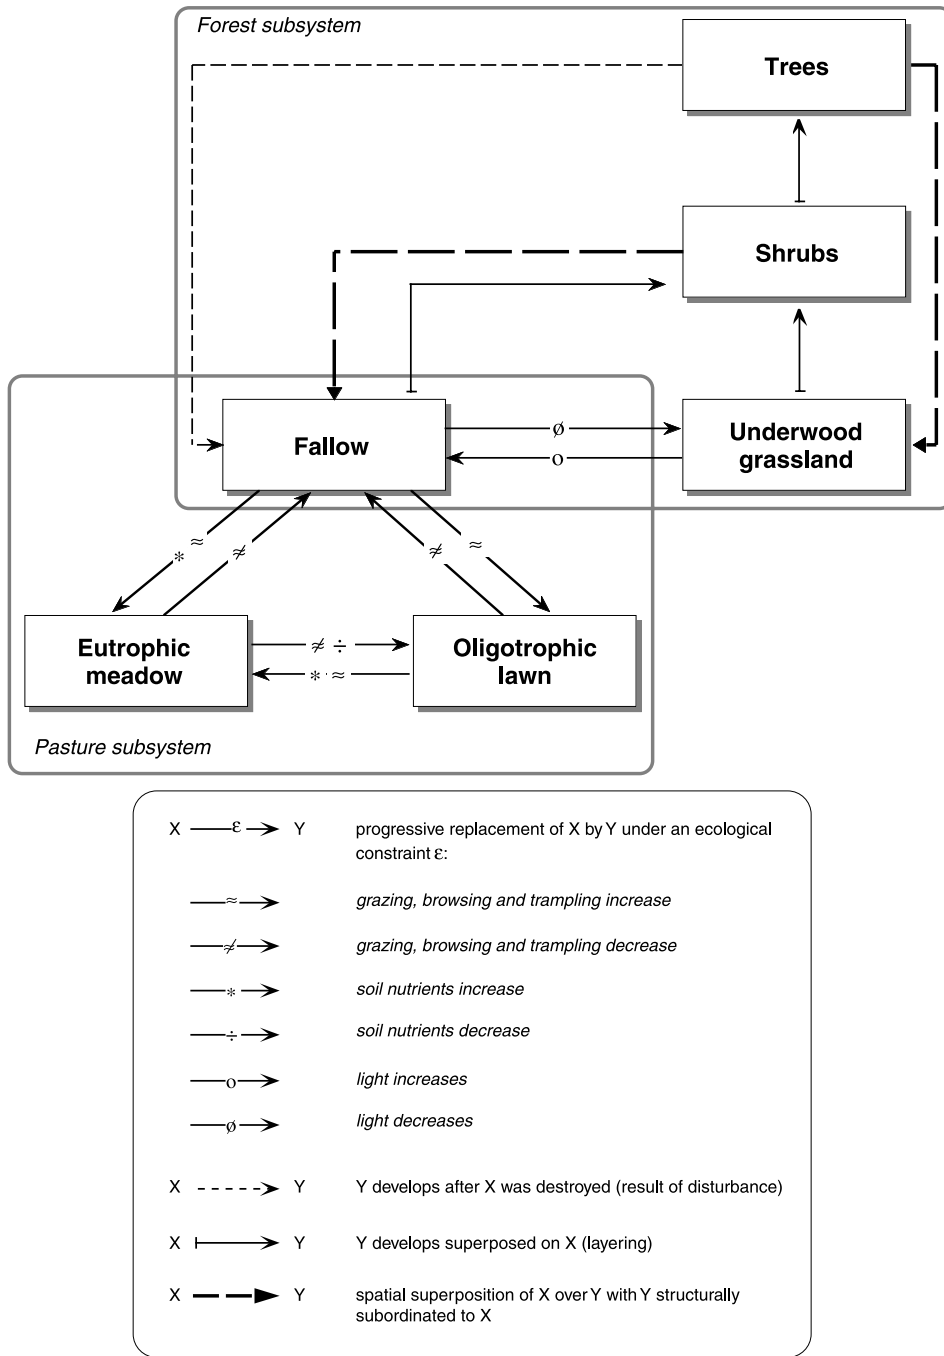 Forest subsystem
Trees
Shrubs
Fallow
ø
o
Underwood
grassland
* ≈
≉
≉
≈
Eutrophic
meadow
≉ ÷
* ≈
Oligotrophic
lawn
Pasture subsystem
X ε Y progressive replacement of X by Y under an ecological
constraint ε:
≈ grazing, browsing and trampling increase
≉ grazing, browsing and trampling decrease
* soil nutrients increase
÷ soil nutrients decrease
o light increases
ø light decreases
X Y Y develops after X was destroyed (result of disturbance)
X Y Y develops superposed on X (layering)
X Y spatial superposition of X over Y with Y structurally
subordinated to X